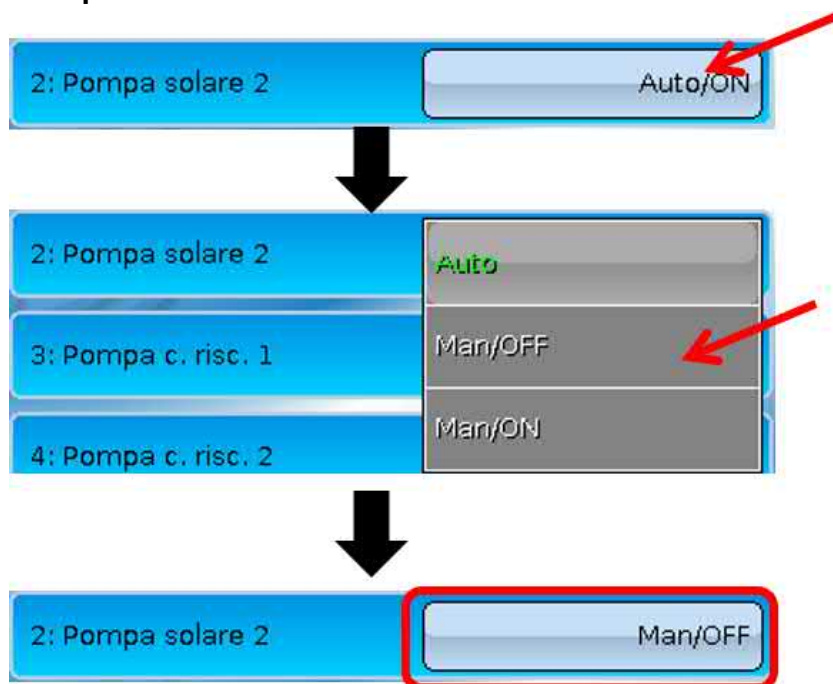 2: Pompa solare 2 Auto/ON
2: Pompa solare 2 Auto
3: Pompa c. risc. 1 Man/OFF
4: Pompa c. risc. 2 Man/ON
2: Pompa solare 2 Man/OFF